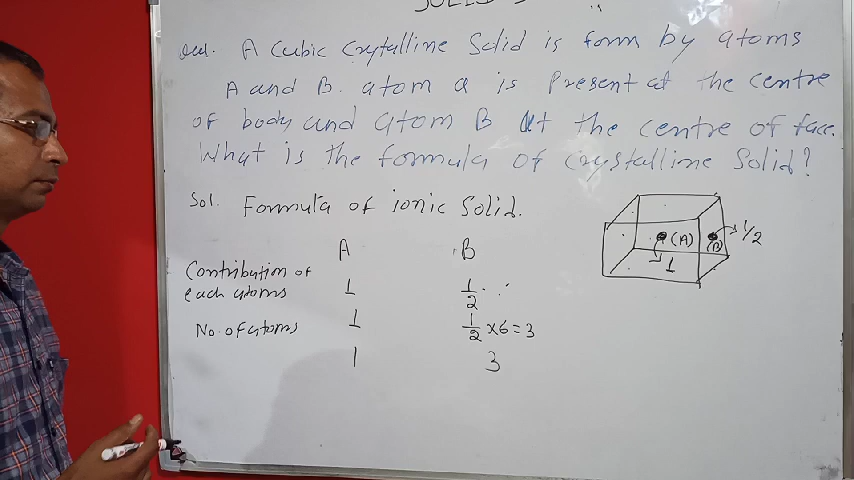 Que. A Cubic Crytalline Solid is form by atoms
A and B. atom a is Present at the centre
of body and atom B at the centre of face.
What is the formula of Crystalline Solid?
Sol. Formula of ionic Solid.
A B
Contribution of
each atoms 1 1/2
No. of atoms 1 1/2 × 6 = 3
1 3
(A) (B) 1/2
1